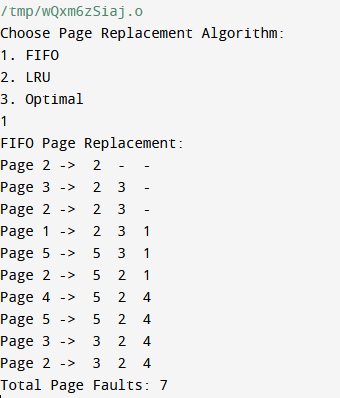 /tmp/wQxm6zSiaj.o
Choose Page Replacement Algorithm:
1. FIFO
2. LRU
3. Optimal
1
FIFO Page Replacement:
Page 2 ->  2  -  -
Page 3 ->  2  3  -
Page 2 ->  2  3  -
Page 1 ->  2  3  1
Page 5 ->  5  3  1
Page 2 ->  5  2  1
Page 4 ->  5  2  4
Page 5 ->  5  2  4
Page 3 ->  3  2  4
Page 2 ->  3  2  4
Total Page Faults: 7